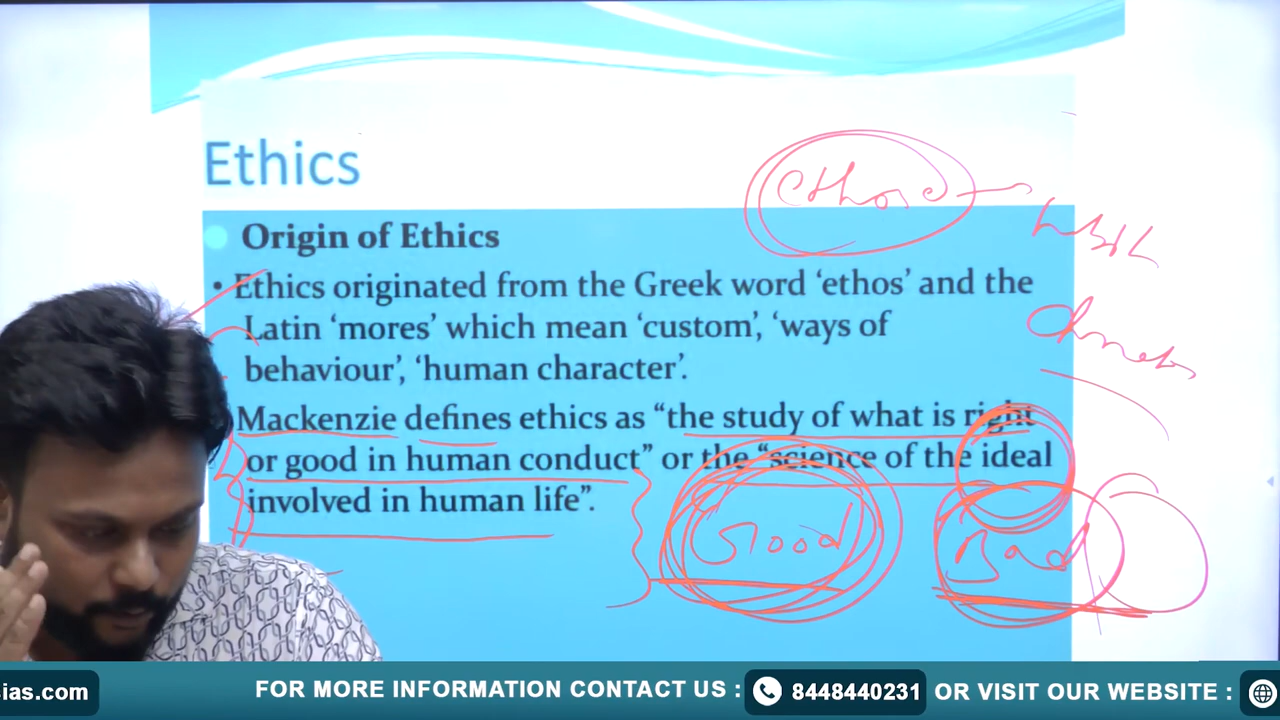 Ethics
ethos
Origin of Ethics
• Ethics originated from the Greek word ‘ethos’ and the
Latin ‘mores’ which mean ‘custom’, ‘ways of
behaviour’, ‘human character’.
Mackenzie defines ethics as “the study of what is right
or good in human conduct” or the “science of the ideal
involved in human life”.
Good
Bad
sias.com
FOR MORE INFORMATION CONTACT US :
8448440231
OR VISIT OUR WEBSITE :